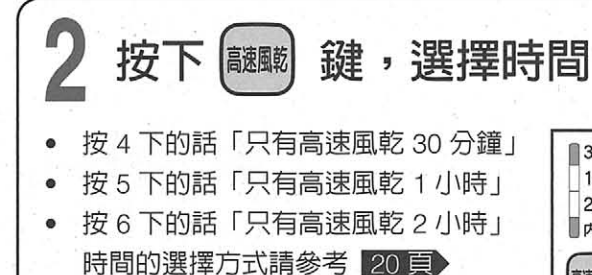 2 按下 高速風乾 鍵，選擇時間
• 按 4 下的話「只有高速風乾 30 分鐘」
• 按 5 下的話「只有高速風乾 1 小時」
• 按 6 下的話「只有高速風乾 2 小時」
時間的選擇方式請參考 20 頁
3
1
2